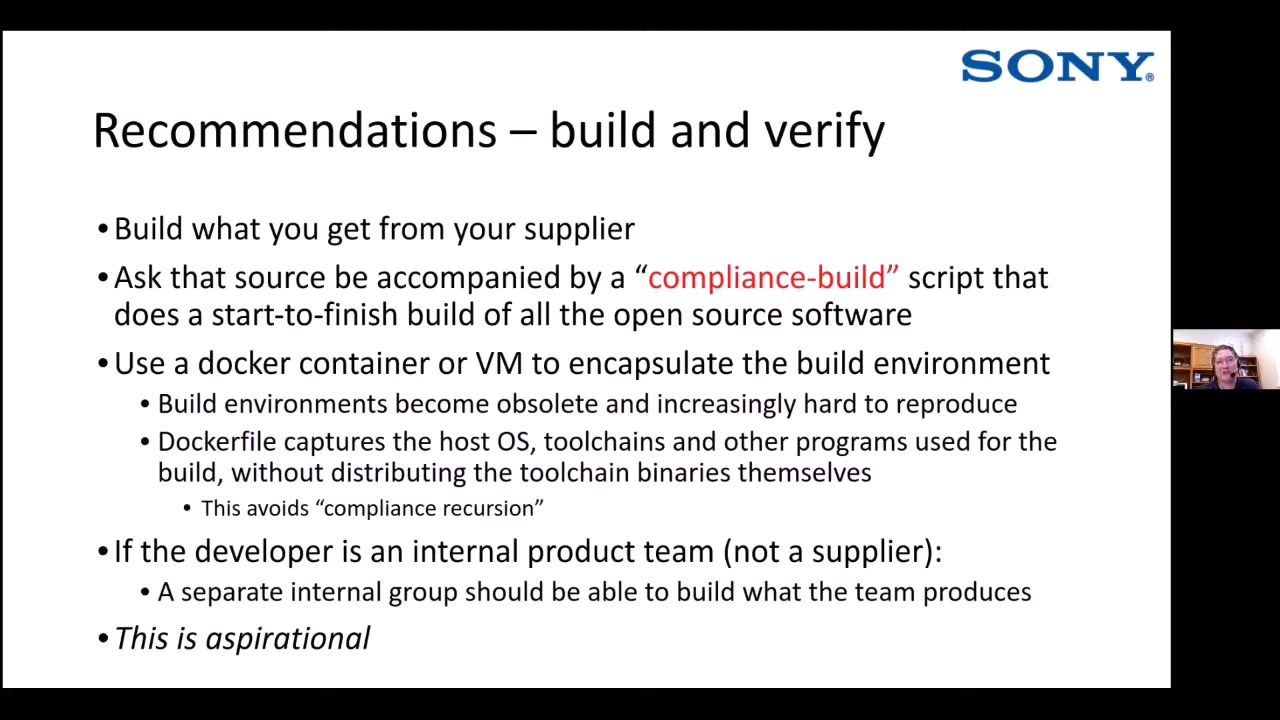 SONY®
Recommendations – build and verify
•Build what you get from your supplier
•Ask that source be accompanied by a “compliance-build” script that
does a start-to-finish build of all the open source software
•Use a docker container or VM to encapsulate the build environment
• Build environments become obsolete and increasingly hard to reproduce
• Dockerfile captures the host OS, toolchains and other programs used for the
build, without distributing the toolchain binaries themselves
• This avoids “compliance recursion”
•If the developer is an internal product team (not a supplier):
• A separate internal group should be able to build what the team produces
•This is aspirational